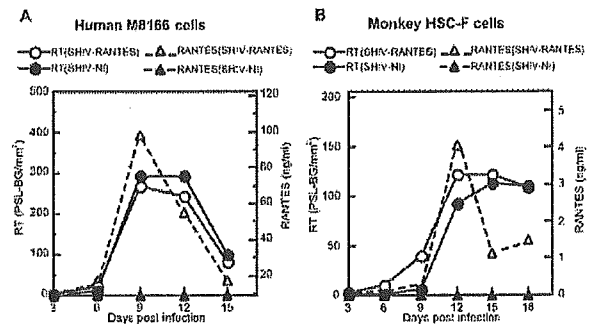 A
Human M8166 cells
RT(SHIV-RANTES)
RANTES(SHIV-RANTES)
RT(SHIV-NI)
RANTES(SHIV-NI)
500
400
300
200
100
0
RT (PSL-BG/mm²)
120
100
80
60
40
20
RANTES (ng/ml)
3
6
9
12
15
Days post infection
B
Monkey HSC-F cells
RT(SHIV-RANTES)
RANTES(SHIV-RANTES)
RT(SHIV-NI)
RANTES(SHIV-NI)
200
150
100
50
0
RT (PSL-BG/mm²)
5
4
3
2
1
0
RANTES (ng/ml)
3
6
9
12
15
18
Days post infection